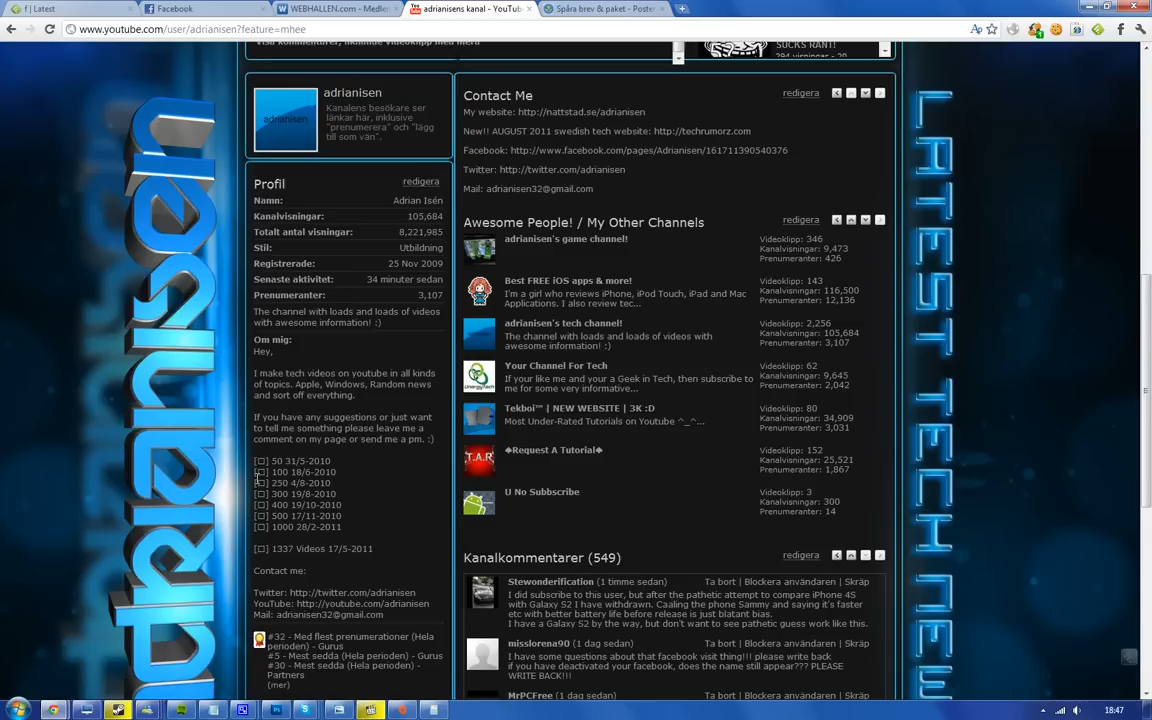 f | Latest
Facebook
WEBHALLEN.com - Medlem
adrianisens kanal - YouTub
Spåra brev & paket - Poster
www.youtube.com/user/adrianisen?feature=mhee
SUCKS RANT!
adrianisen
Kanalens besökare ser
länkar här, inklusive
"prenumerera" och "lägg
till som vän".
adrianisen
Profil
redigera
Namn: Adrian Isén
Kanalvisningar: 105,684
Totalt antal visningar: 8,221,985
Stil: Utbildning
Registrerade: 25 Nov 2009
Senaste aktivitet: 34 minuter sedan
Prenumeranter: 3,107
The channel with loads and loads of videos
with awesome information! :)
Om mig:
Hey,
I make tech videos on youtube in all kinds
of topics. Apple, Windows, Random news
and sort off everything.
If you have any suggestions or just want
to tell me something please leave me a
comment on my page or send me a pm. :)
[□] 50 31/5-2010
[□] 100 18/6-2010
[□] 250 4/8-2010
[□] 300 19/8-2010
[□] 400 19/10-2010
[□] 500 17/11-2010
[□] 1000 28/2-2011
[□] 1337 Videos 17/5-2011
Contact me:
Twitter: http://twitter.com/adrianisen
YouTube: http://youtube.com/adrianisen
Mail: adrianisen32@gmail.com
#32 - Med flest prenumerationer (Hela
perioden) - Gurus
#5 - Mest sedda (Hela perioden) - Gurus
#30 - Mest sedda (Hela perioden) -
Partners
(mer)
Contact Me
redigera
My website: http://nattstad.se/adrianisen
New!! AUGUST 2011 swedish tech website: http://techrumorz.com
Facebook: http://www.facebook.com/pages/Adrianisen/161711390540376
Twitter: http://twitter.com/adrianisen
Mail: adrianisen32@gmail.com
Awesome People! / My Other Channels
redigera
adrianisen's game channel!
Videoklipp: 346
Kanalvisningar: 9,473
Prenumeranter: 426
Best FREE iOS apps & more!
I'm a girl who reviews iPhone, iPod Touch, iPad and Mac
Applications. I also review tec...
Videoklipp: 143
Kanalvisningar: 116,500
Prenumeranter: 12,136
adrianisen's tech channel!
The channel with loads and loads of videos with
awesome information! :)
Videoklipp: 2,256
Kanalvisningar: 105,684
Prenumeranter: 3,107
Your Channel For Tech
If your like me and your a Geek in Tech, then subscribe to
me for some very informative...
Videoklipp: 62
Kanalvisningar: 9,645
Prenumeranter: 2,042
Tekboi™ | NEW WEBSITE | 3K :D
Most Under-Rated Tutorials on Youtube ^_^...
Videoklipp: 80
Kanalvisningar: 34,909
Prenumeranter: 3,031
T.A.R
♠Request A Tutorial♠
Videoklipp: 152
Kanalvisningar: 25,521
Prenumeranter: 1,867
U No Subbscribe
Videoklipp: 3
Kanalvisningar: 300
Prenumeranter: 14
Kanalkommentarer (549)
redigera
Stewonderification (1 timme sedan)
Ta bort | Blockera användaren | Skräp
I did subscribe to this user, but after the pathetic attempt to compare iPhone 4S
with Galaxy S2 I have withdrawn. Caaling the phone Sammy and saying it's faster
etc with better battery life before release is just blatant bias.
I have a Galaxy S2 by the way, but don't want to see pathetic guess work like this.
misslorena90 (1 dag sedan)
Ta bort | Blockera användaren | Skräp
I have some questions about that facebook visit thing!!! please write back
if you have deactivated your facebook, does the name still appear??? PLEASE
WRITE BACK!!!
MrPCFree (1 dag sedan)
Ta bort | Blockera användaren | Skräp
adrianisen
LATEST TECH NEW
18:47